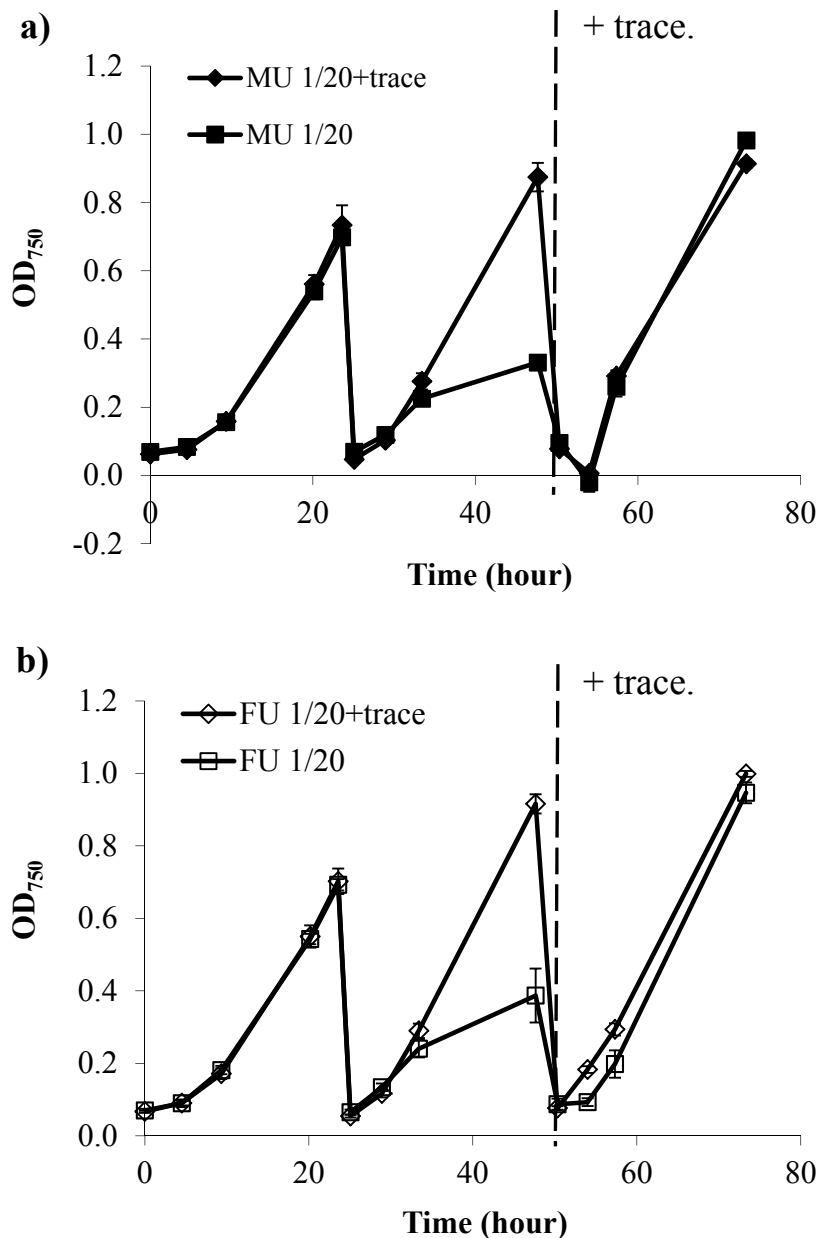 a)
+ trace.
1.2
MU 1/20+trace
1.0
MU 1/20
0.8
0.6
0.4
0.2
0.0
-0.2
OD750
0 20 40 60 80
Time (hour)
b)
+ trace.
1.2
FU 1/20+trace
1.0
FU 1/20
0.8
0.6
0.4
0.2
0.0
OD750
0 20 40 60 80
Time (hour)